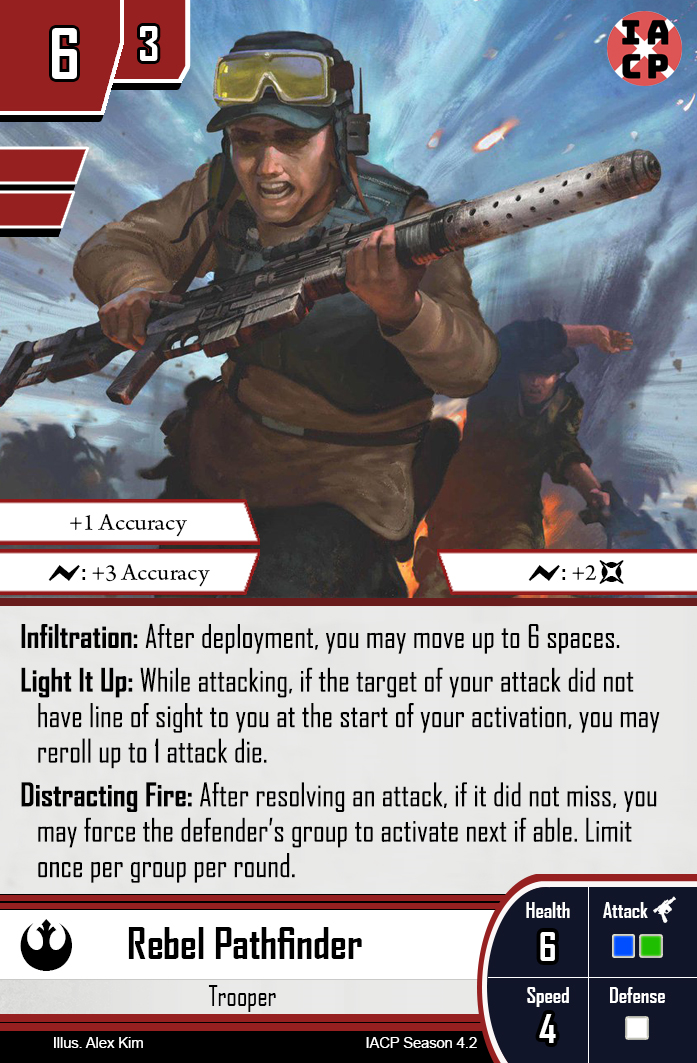 6
3
IA
CP
+1 Accuracy
: +3 Accuracy
: +2
Infiltration: After deployment, you may move up to 6 spaces.
Light It Up: While attacking, if the target of your attack did not
have line of sight to you at the start of your activation, you may
reroll up to 1 attack die.
Distracting Fire: After resolving an attack, if it did not miss, you
may force the defender's group to activate next if able. Limit
once per group per round.
Rebel Pathfinder
Trooper
Health
6
Attack
Speed
4
Defense
Illus. Alex Kim
IACP Season 4.2